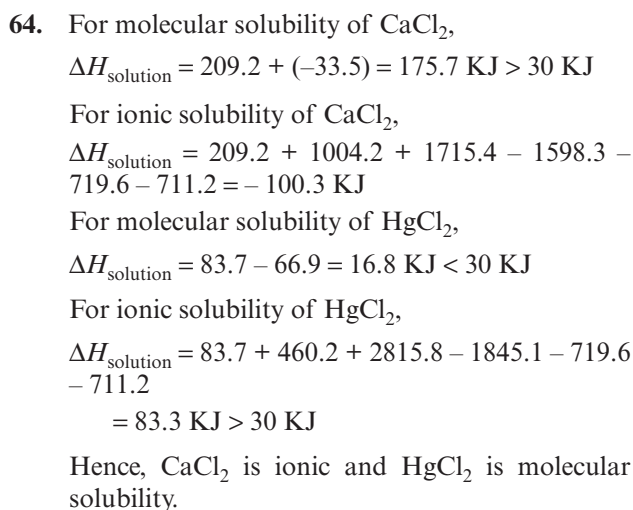 64. For molecular solubility of CaCl₂,
ΔH_solution = 209.2 + (–33.5) = 175.7 KJ > 30 KJ
For ionic solubility of CaCl₂,
ΔH_solution = 209.2 + 1004.2 + 1715.4 – 1598.3 –
719.6 – 711.2 = – 100.3 KJ
For molecular solubility of HgCl₂,
ΔH_solution = 83.7 – 66.9 = 16.8 KJ < 30 KJ
For ionic solubility of HgCl₂,
ΔH_solution = 83.7 + 460.2 + 2815.8 – 1845.1 – 719.6
– 711.2
= 83.3 KJ > 30 KJ
Hence, CaCl₂ is ionic and HgCl₂ is molecular
solubility.